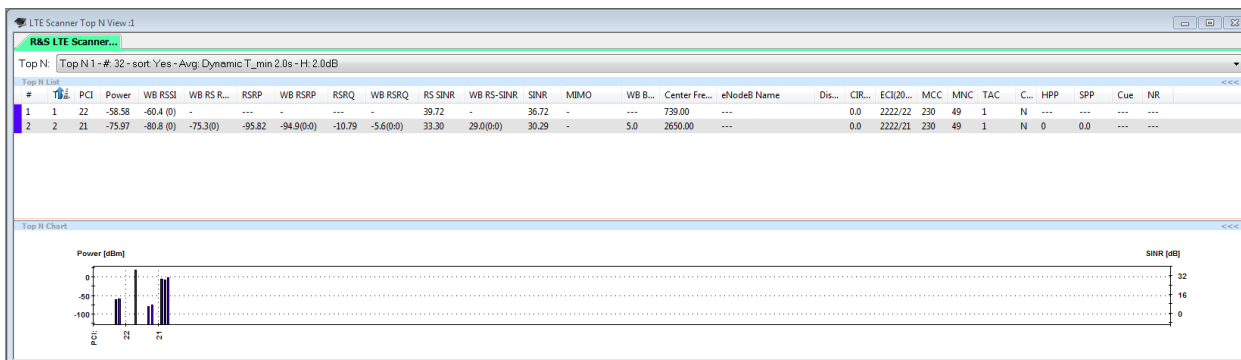 LTE Scanner Top N View :1
R&S LTE Scanner...
Top N: Top N 1 - #: 32 - sort: Yes - Avg: Dynamic T_min 2.0s - H: 2.0dB
Top N List <<<
# PCI Power WB RSSI WB RS R... RSRP WB RSRP RSRQ WB RSRQ RS SINR WB RS-SINR SINR MIMO WB B... Center Fre... eNodeB Name Dis... CIR... ECI(20... MCC MNC TAC C... HPP SPP Cue NR
1 1 22 -58.58 -60.4 (0) - --- - --- - 39.72 36.72 - --- 739.00 --- 0.0 2222/22 230 49 1 N --- --- --- ---
2 2 21 -75.97 -80.8 (0) -75.3(0) -95.82 -94.9(0:0) -10.79 -5.6(0:0) 33.30 29.0(0:0) 30.29 - 5.0 2650.00 --- 0.0 2222/21 230 49 1 N 0 0.0 --- ---
Top N Chart <<<
Power [dBm] SINR [dB]
0 32
-50 16
-100 0
PCI: 22 21